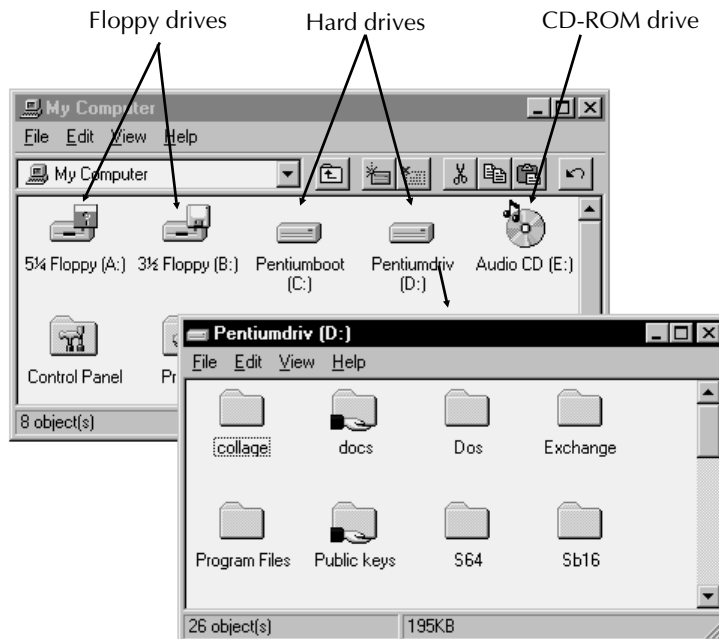 Floppy drives Hard drives CD-ROM drive
My Computer
File Edit View Help
My Computer
5¼ Floppy (A:) 3½ Floppy (B:) Pentiumboot (C:) Pentiumdriv (D:) Audio CD (E:)
Control Panel
8 object(s)
Pentiumdriv (D:)
File Edit View Help
collage docs Dos Exchange
Program Files Public keys S64 Sb16
26 object(s) 195KB